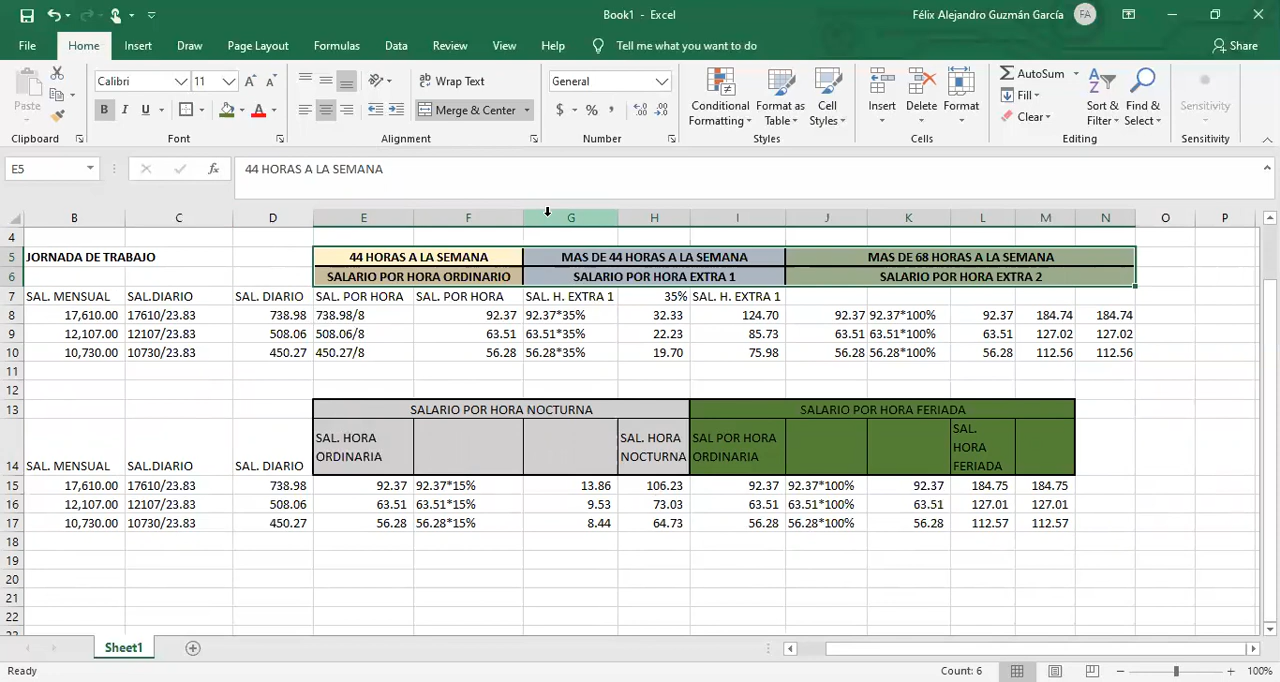 Book1 - Excel
Félix Alejandro Guzmán García FA
File Home Insert Draw Page Layout Formulas Data Review View Help Tell me what you want to do Share
Paste Calibri 11 A A Wrap Text General Conditional Formatting Format as Table Cell Styles Insert Delete Format AutoSum Fill Clear Sort & Filter Find & Select Sensitivity
B I U A Merge & Center $ % ,
Clipboard Font Alignment Number Styles Cells Editing Sensitivity
E5 fx 44 HORAS A LA SEMANA
B C D E F G H I J K L M N O P
4
5 JORNADA DE TRABAJO 44 HORAS A LA SEMANA MAS DE 44 HORAS A LA SEMANA MAS DE 68 HORAS A LA SEMANA
6 SALARIO POR HORA ORDINARIO SALARIO POR HORA EXTRA 1 SALARIO POR HORA EXTRA 2
7 SAL. MENSUAL SAL.DIARIO SAL. DIARIO SAL. POR HORA SAL. POR HORA SAL. H. EXTRA 1 35% SAL. H. EXTRA 1
8 17,610.00 17610/23.83 738.98 738.98/8 92.37 92.37*35% 32.33 124.70 92.37 92.37*100% 92.37 184.74 184.74
9 12,107.00 12107/23.83 508.06 508.06/8 63.51 63.51*35% 22.23 85.73 63.51 63.51*100% 63.51 127.02 127.02
10 10,730.00 10730/23.83 450.27 450.27/8 56.28 56.28*35% 19.70 75.98 56.28 56.28*100% 56.28 112.56 112.56
11
12
13 SALARIO POR HORA NOCTURNA SALARIO POR HORA FERIADA
14 SAL. MENSUAL SAL.DIARIO SAL. DIARIO SAL. HORA ORDINARIA SAL. HORA NOCTURNA SAL POR HORA ORDINARIA SAL. HORA FERIADA
15 17,610.00 17610/23.83 738.98 92.37 92.37*15% 13.86 106.23 92.37 92.37*100% 92.37 184.75 184.75
16 12,107.00 12107/23.83 508.06 63.51 63.51*15% 9.53 73.03 63.51 63.51*100% 63.51 127.01 127.01
17 10,730.00 10730/23.83 450.27 56.28 56.28*15% 8.44 64.73 56.28 56.28*100% 56.28 112.57 112.57
18
19
20
21
22
Sheet1
Ready Count: 6 100%